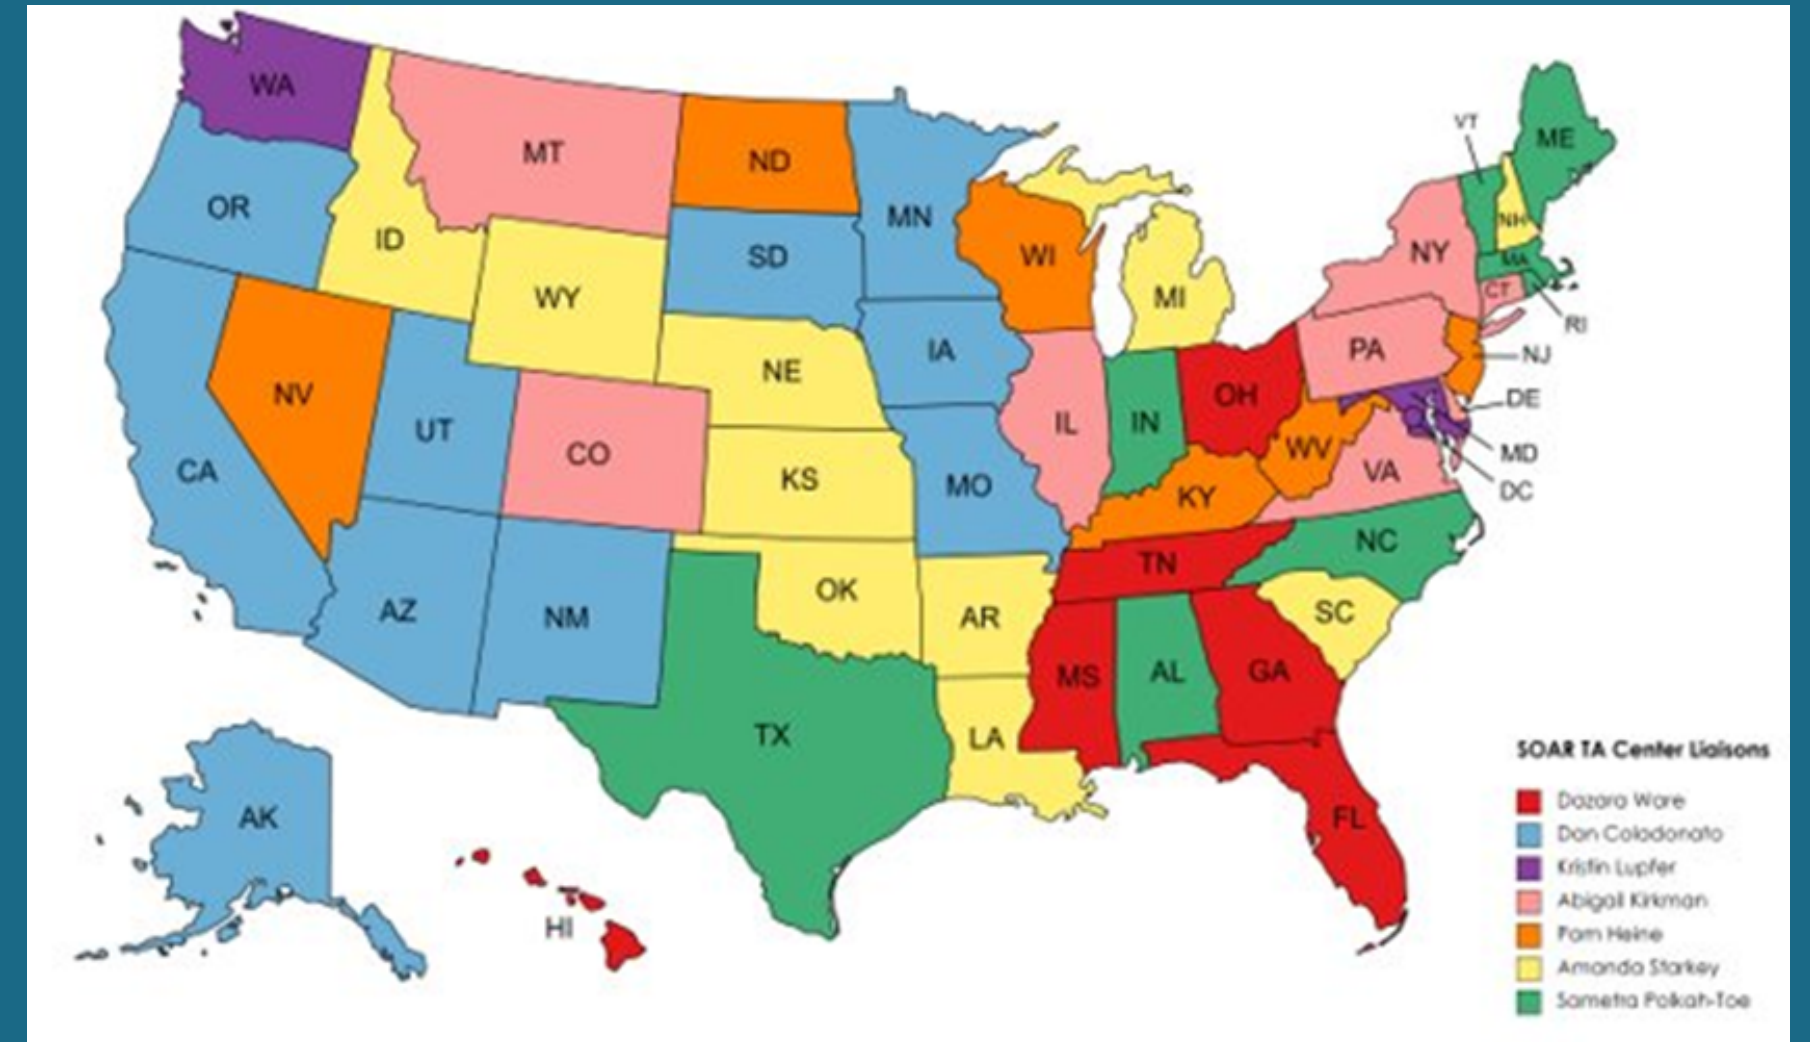 WA
MT
ND
MN
VT
ME
OR
ID
SD
WI
NH
NY
MA
WY
MI
CT
RI
IA
PA
NJ
NE
NV
UT
CO
OH
IN
IL
DE
WV
MD
CA
KS
MO
VA
DC
KY
NC
TN
OK
AZ
NM
AR
SC
MS
AL
GA
TX
LA
AK
FL
HI
SOAR TA Center Liaisons
Dazara Ware
Dan Coladonato
Kristin Lupfer
Abigail Kirkman
Pam Heine
Amanda Starkey
Sametra Polkah-Toe